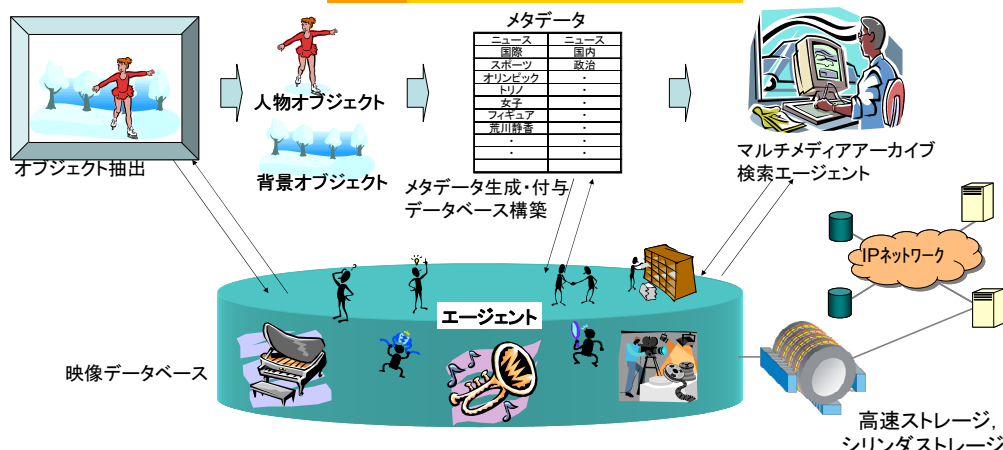 メタデータ
ニュース ニュース
国際 国内
スポーツ 政治
オリンピック ・
トリノ ・
女子 ・
フィギュア ・
荒川静香 ・
・ ・
・ ・
人物オブジェクト
背景オブジェクト
オブジェクト抽出
メタデータ生成・付与
データベース構築
マルチメディアアーカイブ
検索エージェント
IPネットワーク
エージェント
映像データベース
高速ストレージ,
シリンダストレージ